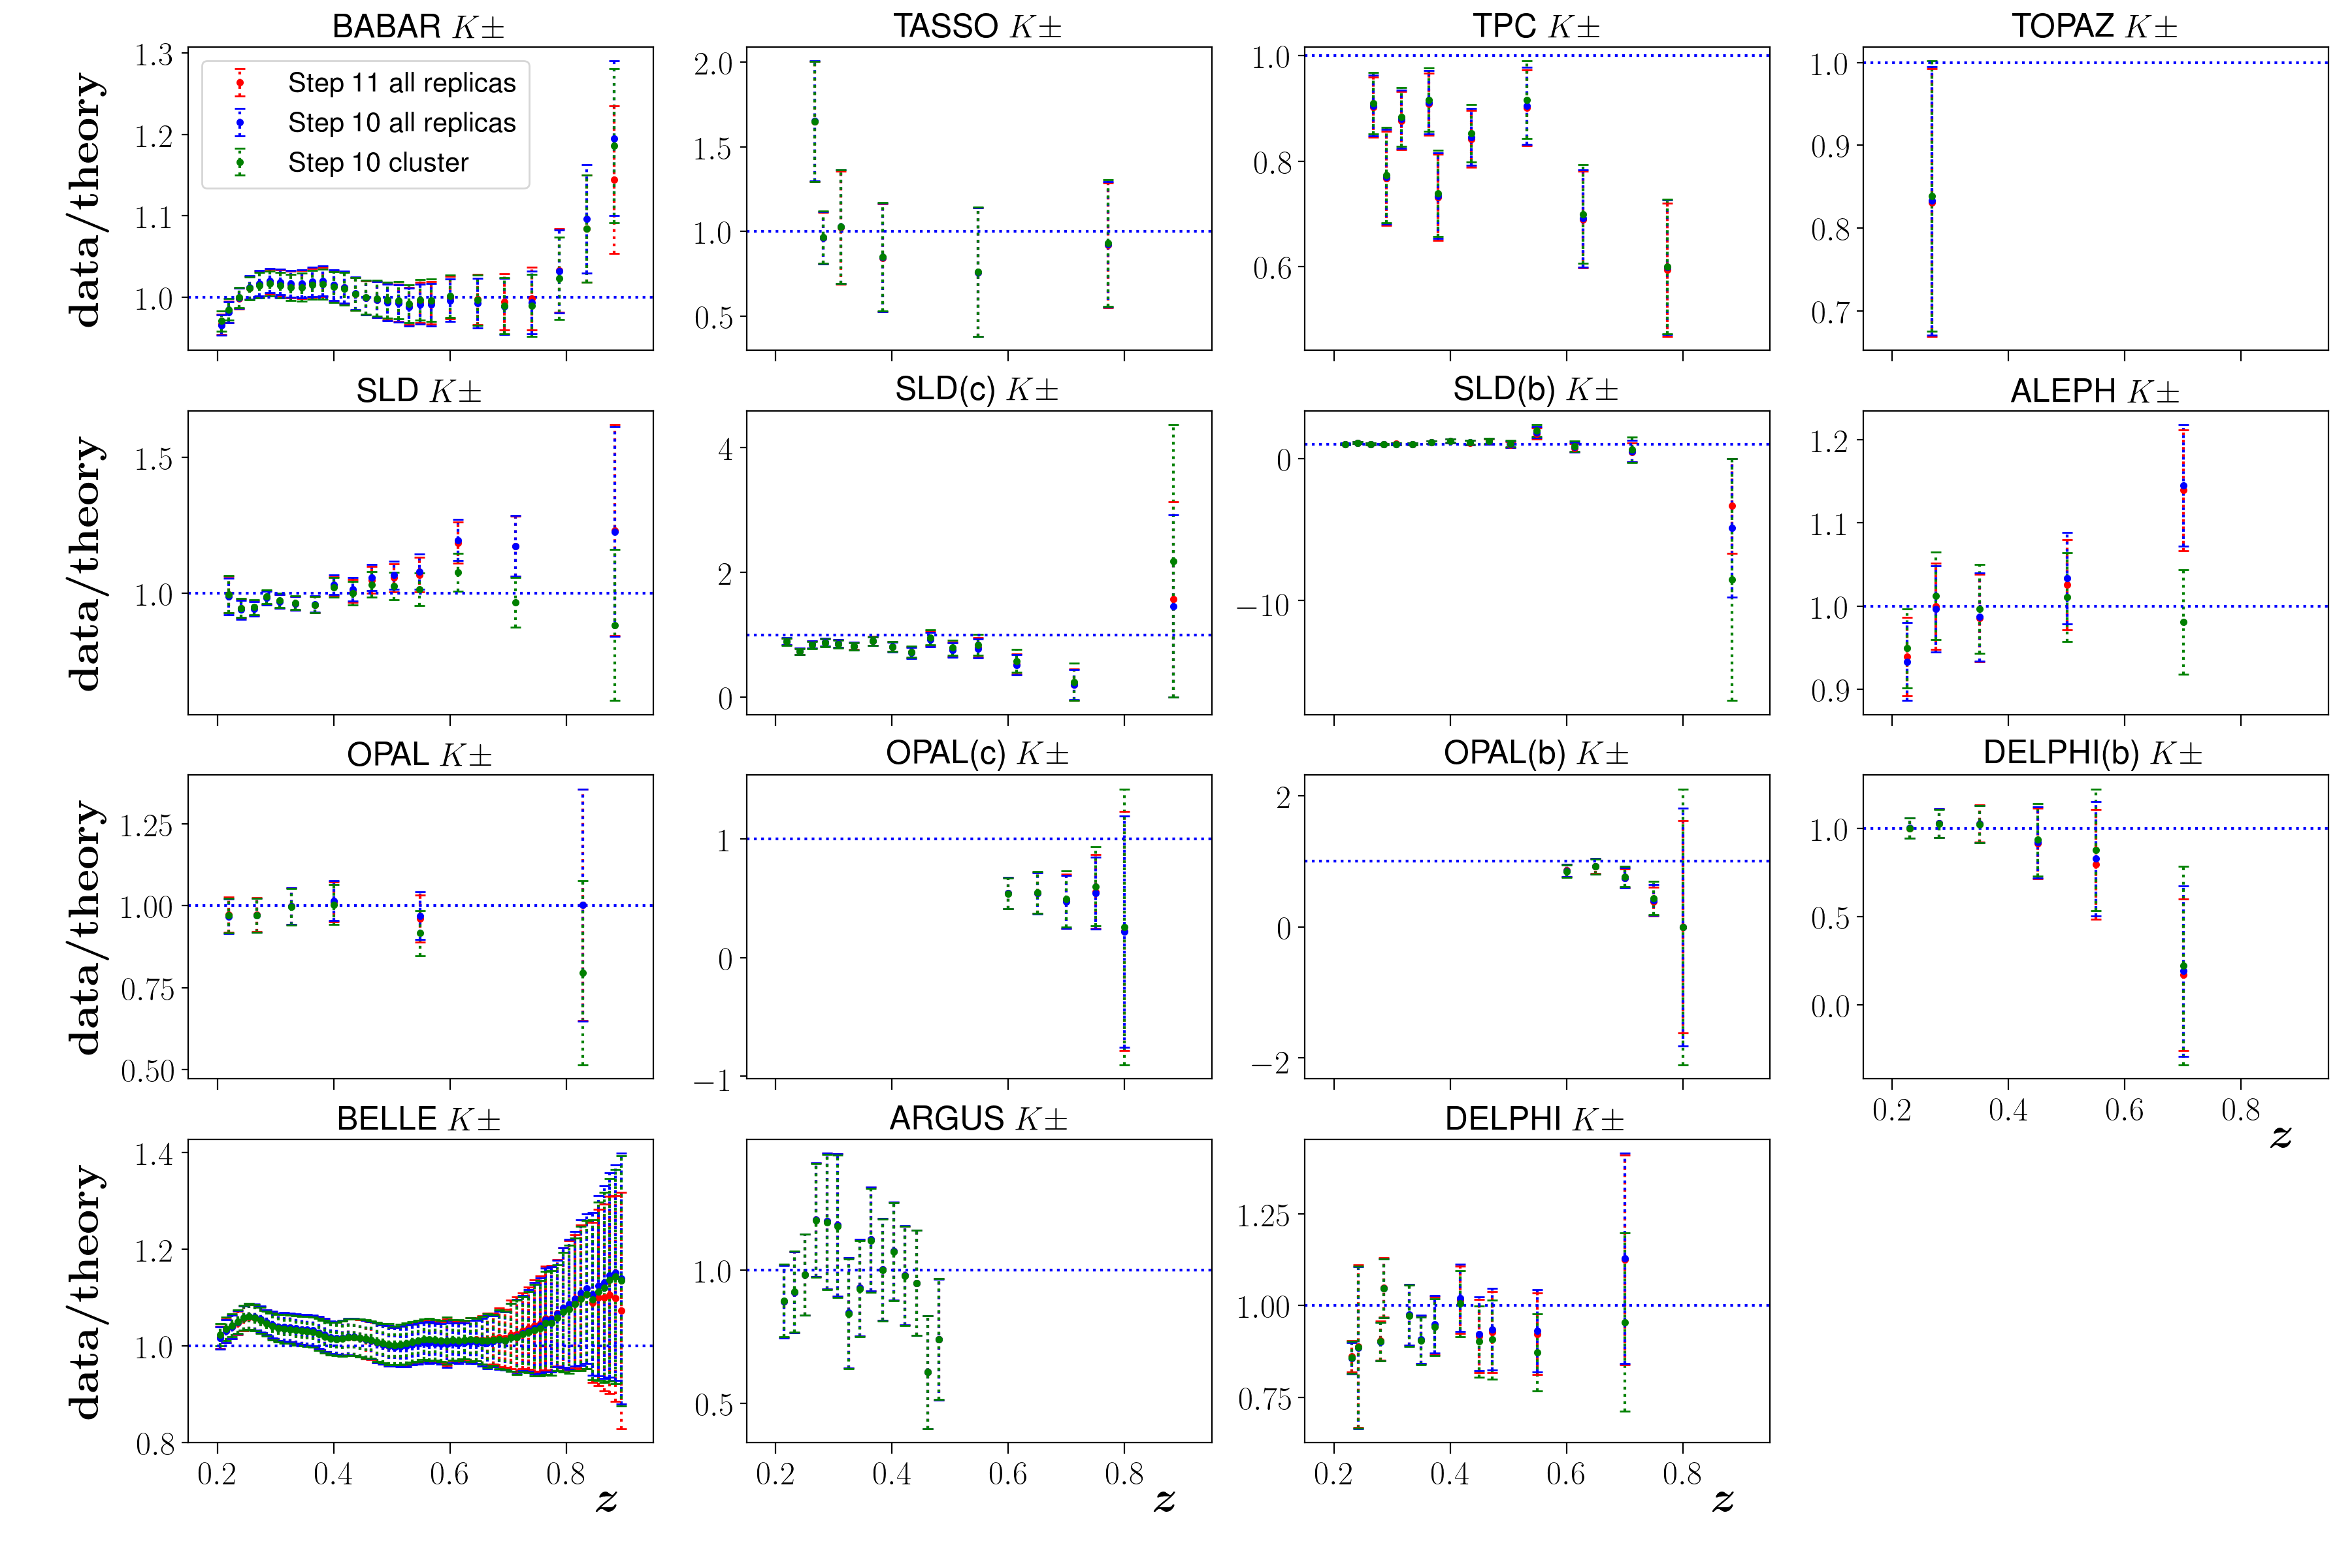 BABAR K±
TASSO K±
TPC K±
TOPAZ K±
data/theory
1.3
1.2
1.1
1.0
Step 11 all replicas
Step 10 all replicas
Step 10 cluster
2.0
1.5
1.0
0.5
1.0
0.8
0.6
1.0
0.9
0.8
0.7
SLD K±
SLD(c) K±
SLD(b) K±
ALEPH K±
data/theory
1.5
1.0
4
2
0
0
−10
1.2
1.1
1.0
0.9
OPAL K±
OPAL(c) K±
OPAL(b) K±
DELPHI(b) K±
data/theory
1.25
1.00
0.75
0.50
1
0
−1
2
0
−2
1.0
0.5
0.0
0.2 0.4 0.6 0.8
z
BELLE K±
ARGUS K±
DELPHI K±
data/theory
1.4
1.2
1.0
0.8
0.2 0.4 0.6 0.8
z
1.0
0.5
0.2 0.4 0.6 0.8
z
1.25
1.00
0.75
0.2 0.4 0.6 0.8
z